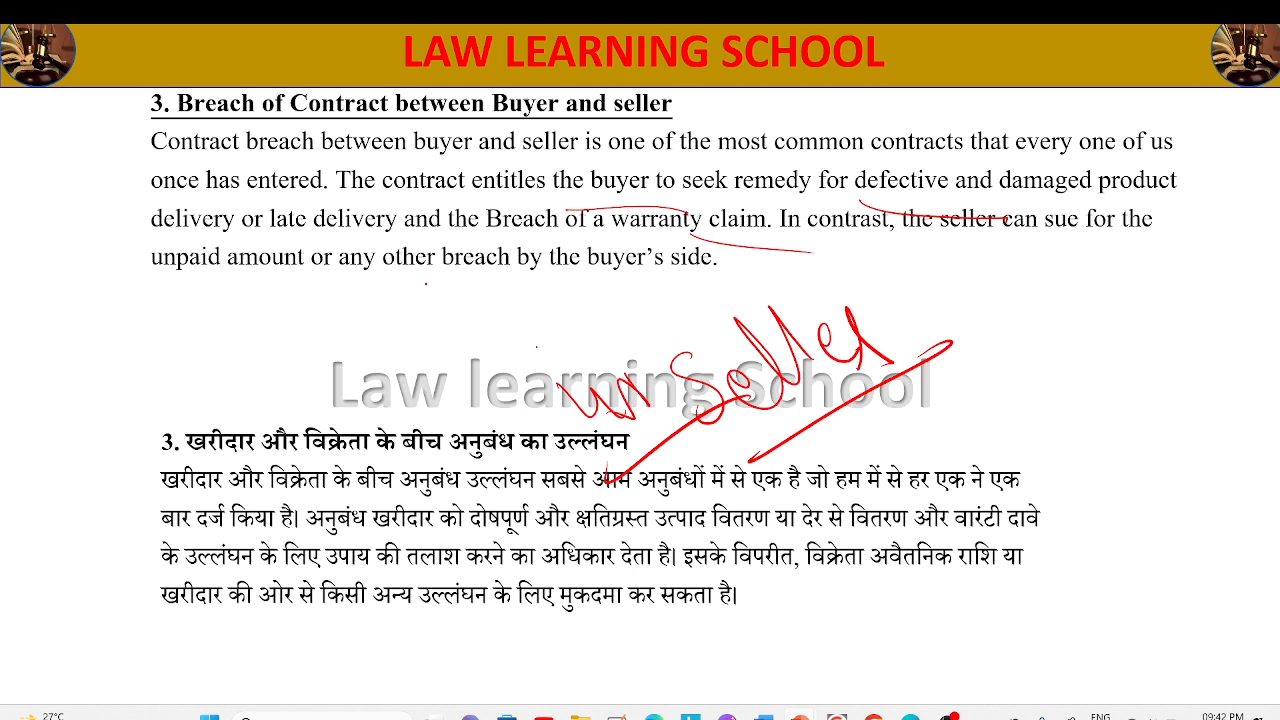 LAW LEARNING SCHOOL
3. Breach of Contract between Buyer and seller
Contract breach between buyer and seller is one of the most common contracts that every one of us
once has entered. The contract entitles the buyer to seek remedy for defective and damaged product
delivery or late delivery and the Breach of a warranty claim. In contrast, the seller can sue for the
unpaid amount or any other breach by the buyer’s side.
Law learning School
Seller
3. खरीदार और विक्रेता के बीच अनुबंध का उल्लंघन
खरीदार और विक्रेता के बीच अनुबंध उल्लंघन सबसे आम अनुबंधों में से एक है जो हम में से हर एक ने एक
बार दर्ज किया है। अनुबंध खरीदार को दोषपूर्ण और क्षतिग्रस्त उत्पाद वितरण या देर से वितरण और वारंटी दावे
के उल्लंघन के लिए उपाय की तलाश करने का अधिकार देता है। इसके विपरीत, विक्रेता अवैतनिक राशि या
खरीदार की ओर से किसी अन्य उल्लंघन के लिए मुकदमा कर सकता है।
27°C
ENG
09:42 PM